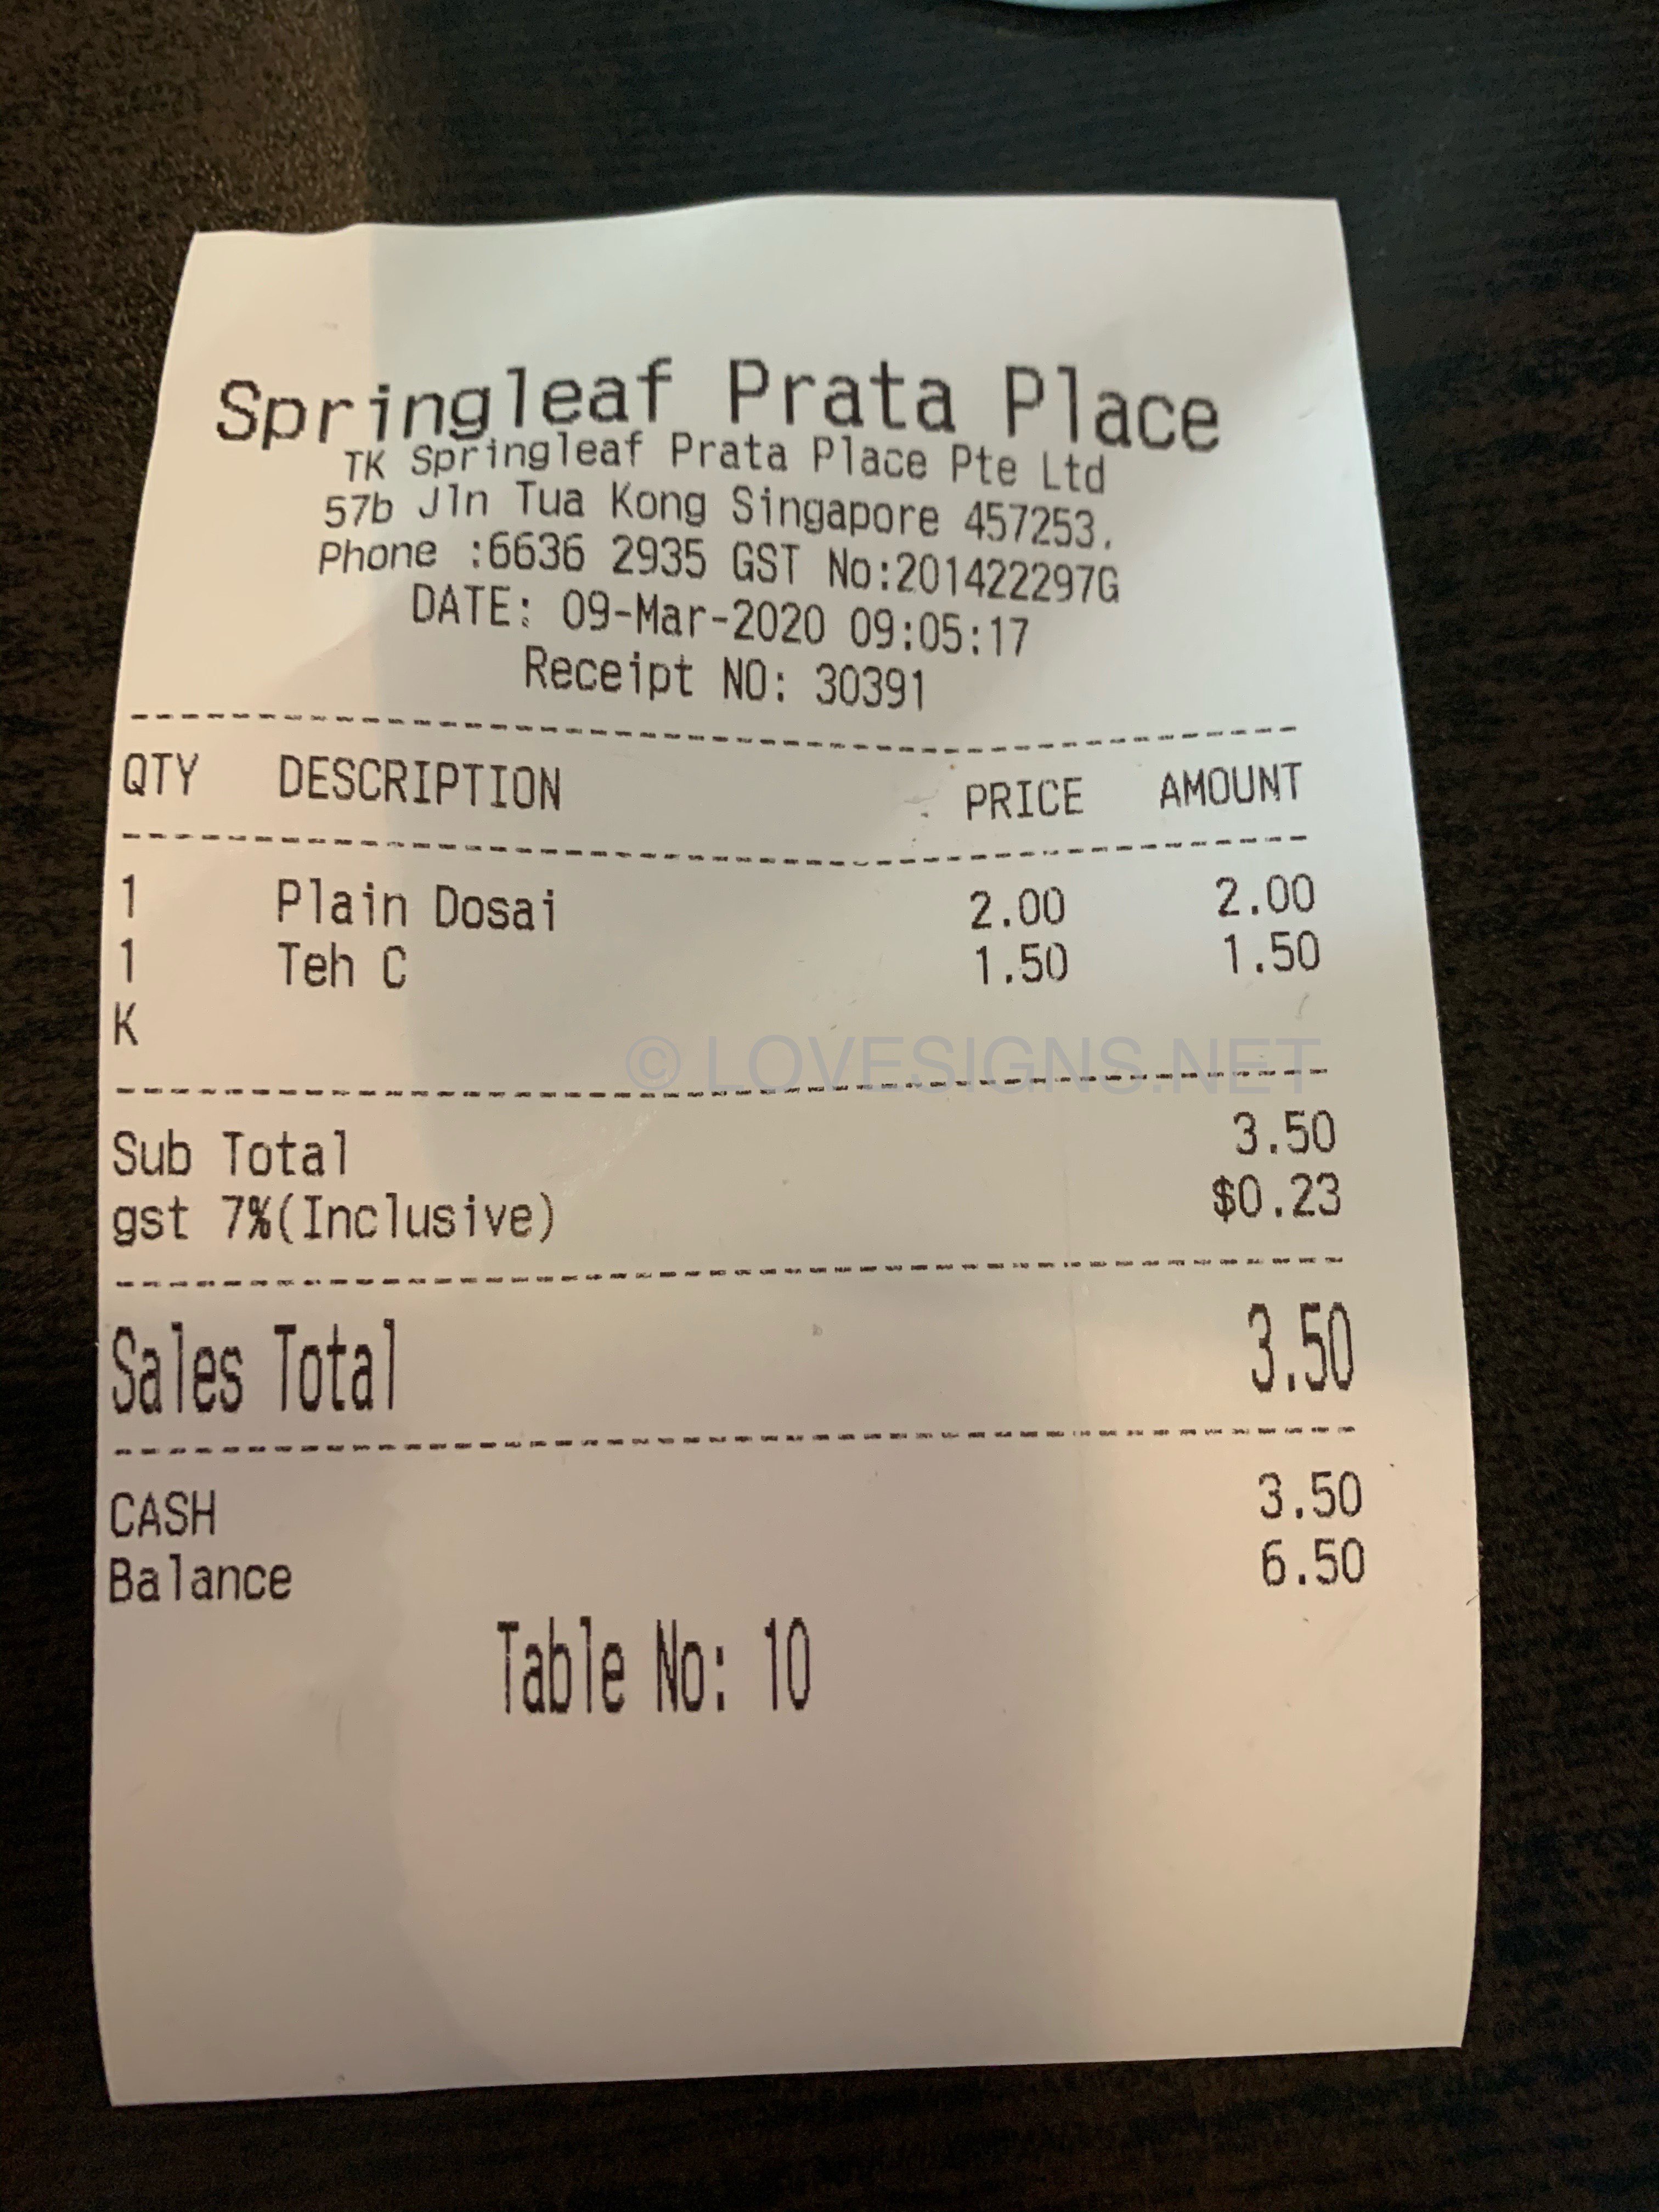 Springleaf Prata Place
TK Springleaf Prata Place Pte Ltd
57b Jln Tua Kong Singapore 457253.
Phone :6636 2935 GST No:201422297G
DATE: 09-Mar-2020 09:05:17
Receipt NO: 30391
QTY DESCRIPTION PRICE AMOUNT
1 Plain Dosai 2.00 2.00
1 Teh C 1.50 1.50
K
© LOVESIGNS.NET
Sub Total 3.50
gst 7%(Inclusive) $0.23
Sales Total 3.50
CASH 3.50
Balance 6.50
Table No: 10